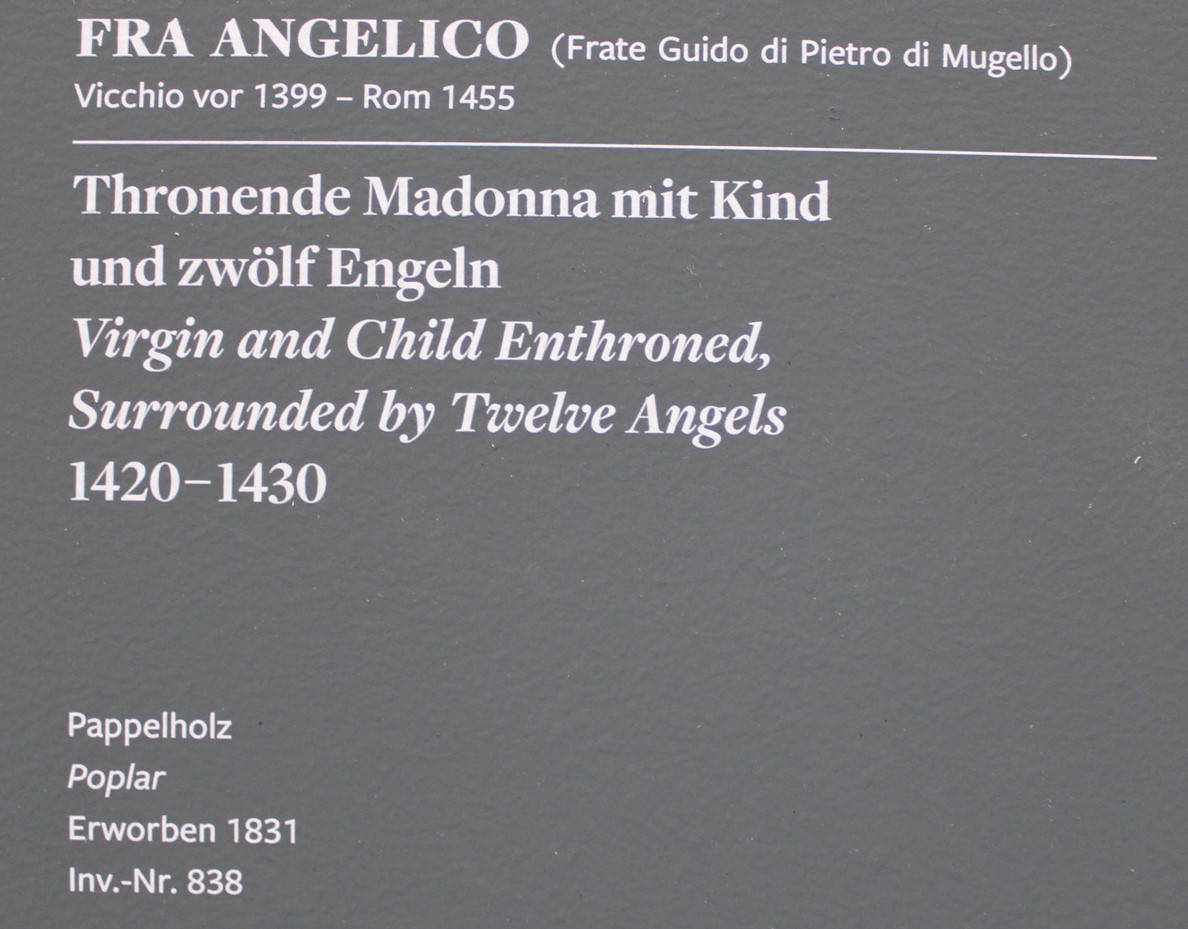 FRA ANGELICO (Frate Guido di Pietro di Mugello)
Vicchio vor 1399 – Rom 1455
Thronende Madonna mit Kind
und zwölf Engeln
Virgin and Child Enthroned,
Surrounded by Twelve Angels
1420–1430
Pappelholz
Poplar
Erworben 1831
Inv.-Nr. 838